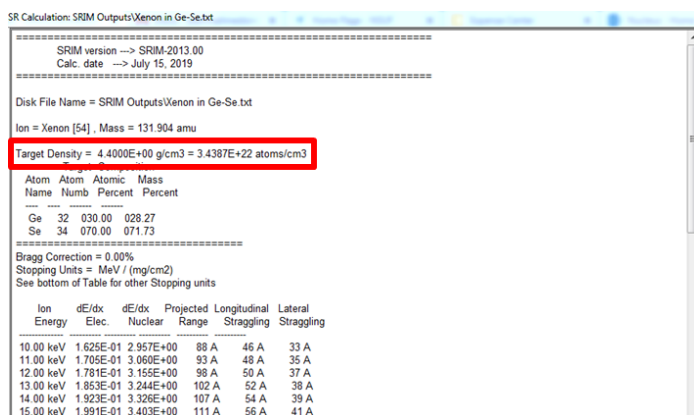 SR Calculation: SRIM Outputs\Xenon in Ge-Se.txt
==========================================================
SRIM version ---> SRIM-2013.00
Calc. date ---> July 15, 2019
==========================================================
Disk File Name = SRIM Outputs\Xenon in Ge-Se.txt
Ion = Xenon [54] , Mass = 131.904 amu
Target Density = 4.4000E+00 g/cm3 = 3.4387E+22 atoms/cm3
Target Composition
Atom Atom Atomic Mass
Name Numb Percent Percent
---- ---- ------- -------
Ge 32 030.00 028.27
Se 34 070.00 071.73
====================================
Bragg Correction = 0.00%
Stopping Units = MeV / (mg/cm2)
See bottom of Table for other Stopping units
Ion dE/dx dE/dx Projected Longitudinal Lateral
Energy Elec. Nuclear Range Straggling Straggling
------------- ---------- ---------- ---------- ----------
10.00 keV 1.625E-01 2.957E+00 88 A 46 A 33 A
11.00 keV 1.705E-01 3.060E+00 93 A 48 A 35 A
12.00 keV 1.781E-01 3.155E+00 98 A 50 A 37 A
13.00 keV 1.853E-01 3.244E+00 102 A 52 A 38 A
14.00 keV 1.923E-01 3.326E+00 107 A 54 A 39 A
15.00 keV 1.991E-01 3.403E+00 111 A 56 A 41 A